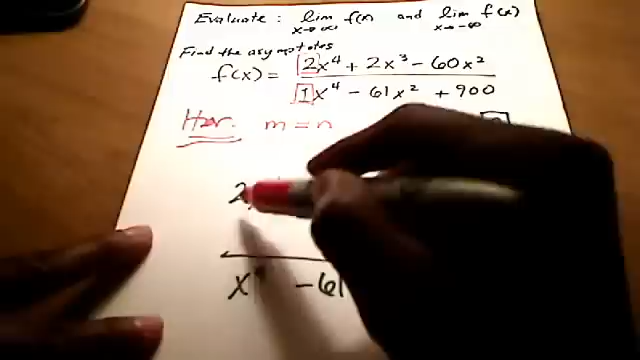 Evaluate: lim x→∞ f(x) and lim x→-∞ f(x)
Find the asymptotes
f(x) = 2x⁴ + 2x³ - 60x²
1x⁴ - 61x² + 900
Hor. m = n
2
x⁴ - 61